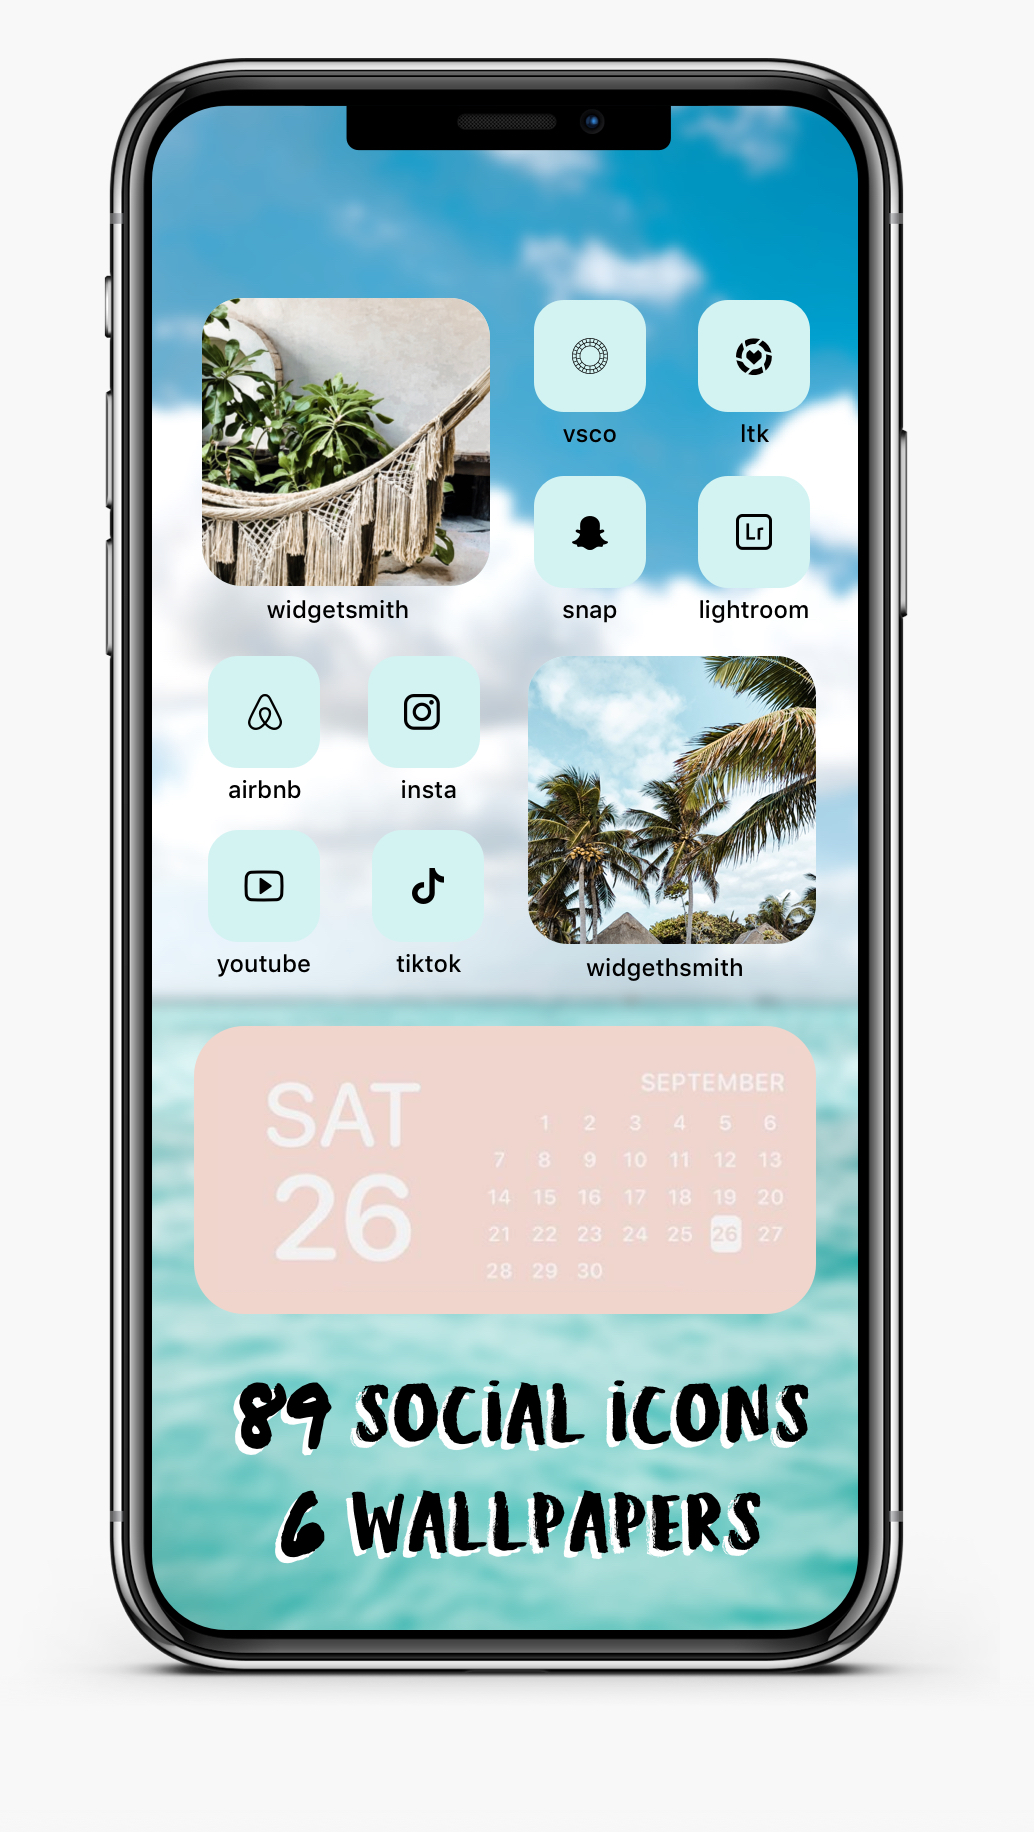 vsco
ltk
snap
Lr
lightroom
widgetsmith
airbnb
insta
youtube
tiktok
widgethsmith
SAT
26
SEPTEMBER
1 2 3 4 5 6
7 8 9 10 11 12 13
14 15 16 17 18 19 20
21 22 23 24 25 26 27
28 29 30
89 SOCiAL iCONS
6 WALLPAPERS